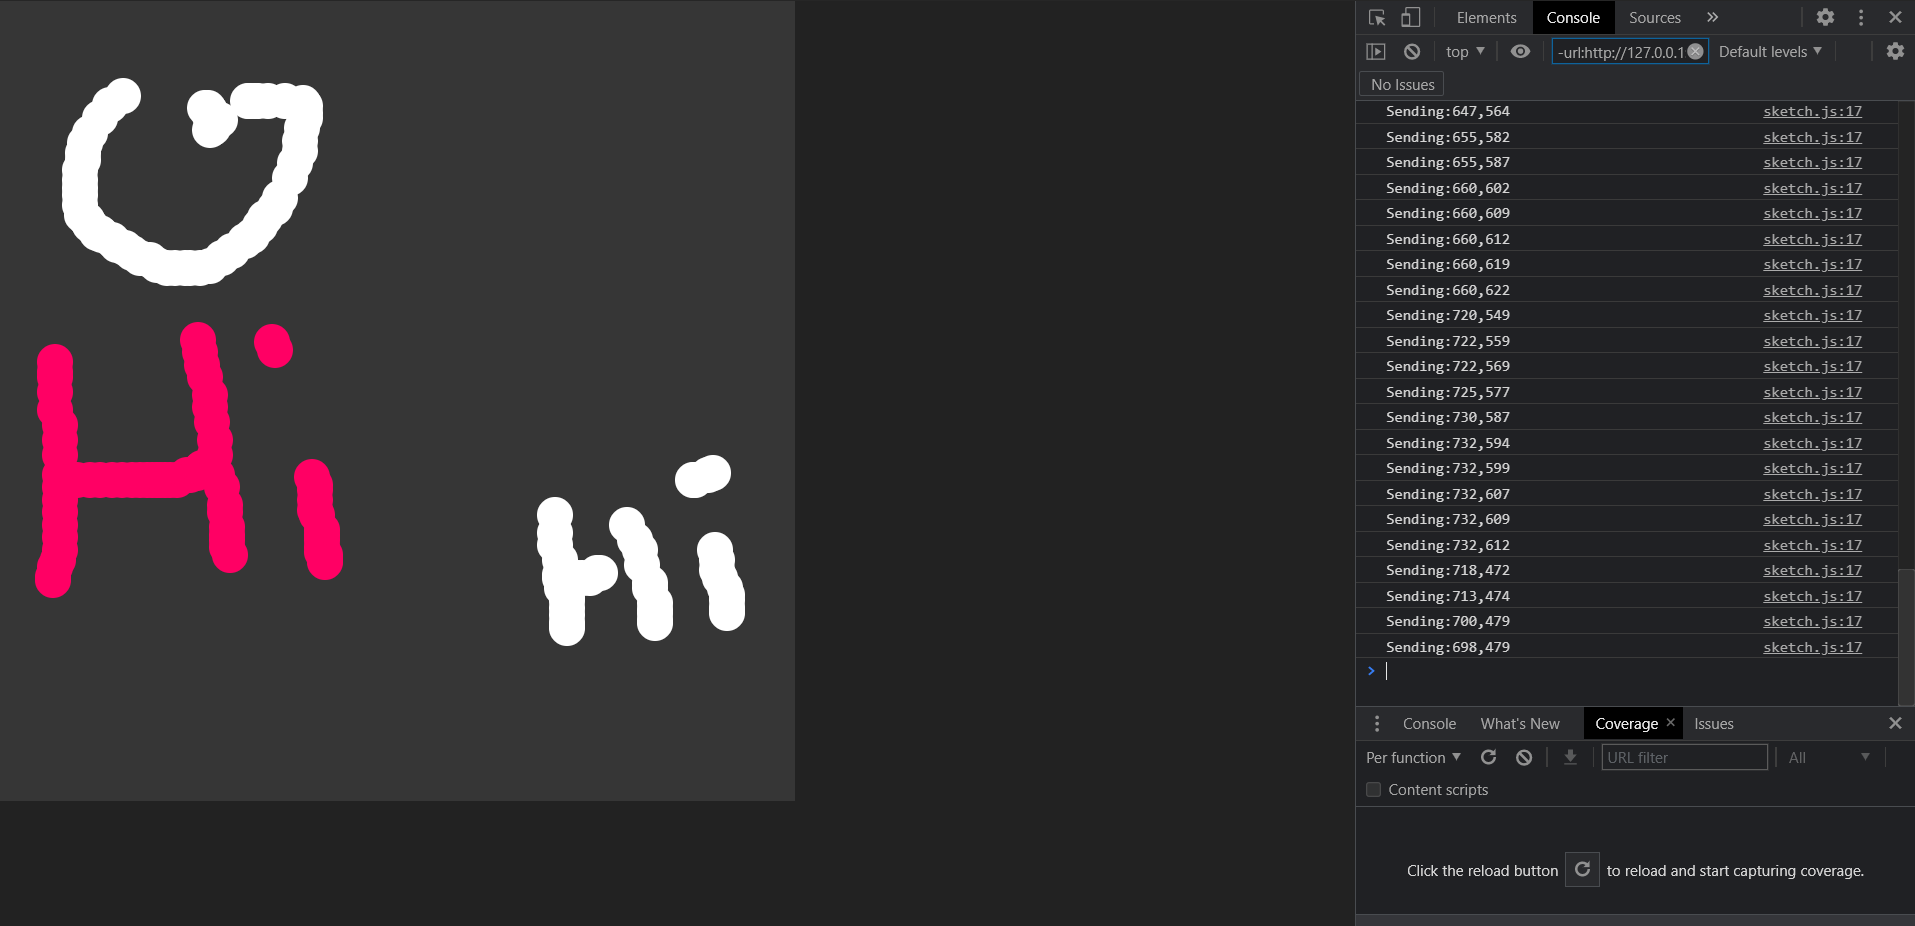 Hi
Hi
Elements Console Sources
top -url:http://127.0.0.1 Default levels
No Issues
Sending:647,564 sketch.js:17
Sending:655,582 sketch.js:17
Sending:655,587 sketch.js:17
Sending:660,602 sketch.js:17
Sending:660,609 sketch.js:17
Sending:660,612 sketch.js:17
Sending:660,619 sketch.js:17
Sending:660,622 sketch.js:17
Sending:720,549 sketch.js:17
Sending:722,559 sketch.js:17
Sending:722,569 sketch.js:17
Sending:725,577 sketch.js:17
Sending:730,587 sketch.js:17
Sending:732,594 sketch.js:17
Sending:732,599 sketch.js:17
Sending:732,607 sketch.js:17
Sending:732,609 sketch.js:17
Sending:732,612 sketch.js:17
Sending:718,472 sketch.js:17
Sending:713,474 sketch.js:17
Sending:700,479 sketch.js:17
Sending:698,479 sketch.js:17
Console What's New Coverage Issues
Per function URL filter All
Content scripts
Click the reload button to reload and start capturing coverage.